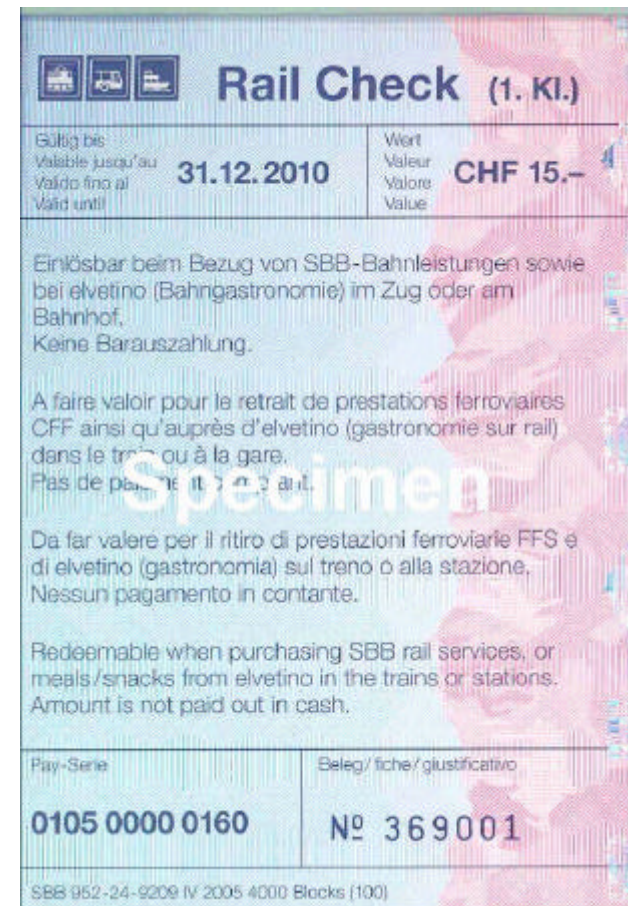 Rail Check (1. Kl.)
Gültig bis
Valable jusqu'au
Valido fino al
Valid until
31.12.2010
Wert
Valeur
Valore
Value
CHF 15.–
Einlösbar beim Bezug von SBB-Bahnleistungen sowie
bei elvetino (Bahngastronomie) im Zug oder am
Bahnhof.
Keine Barauszahlung.
A faire valoir pour le retrait de prestations ferroviaires
CFF ainsi qu'auprès d'elvetino (gastronomie sur rail)
dans le train ou à la gare.
Pas de paiement
Specimen
Da far valere per il ritiro di prestazioni ferroviarie FFS e
di elvetino (gastronomia) sul treno o alla stazione.
Nessun pagamento in contante.
Redeemable when purchasing SBB rail services, or
meals/snacks from elvetino in the trains or stations.
Amount is not paid out in cash.
Pay-Serie
0105 0000 0160
Beleg/fiche/giustificativo
Nº 369001
SBB 952-24-9209 IV 2005 4000 Blocks (100)